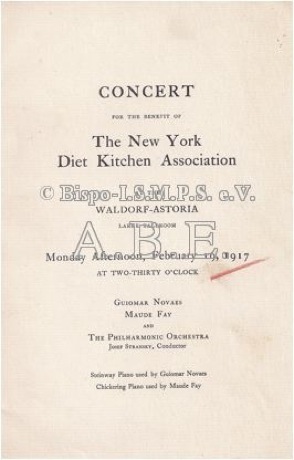 CONCERT
FOR THE BENEFIT OF
The New York
Diet Kitchen Association
© Bispo-I.S.M.P.S. e.V.
WALDORF-ASTORIA
LARGE BALLROOM
A B E
Monday Afternoon, February 19, 1917
AT TWO-THIRTY O'CLOCK
Guiomar Novaes
Maude Fay
AND
The Philharmonic Orchestra
Josef Stransky, Conductor
Steinway Piano used by Guiomar Novaes
Chickering Piano used by Maude Fay